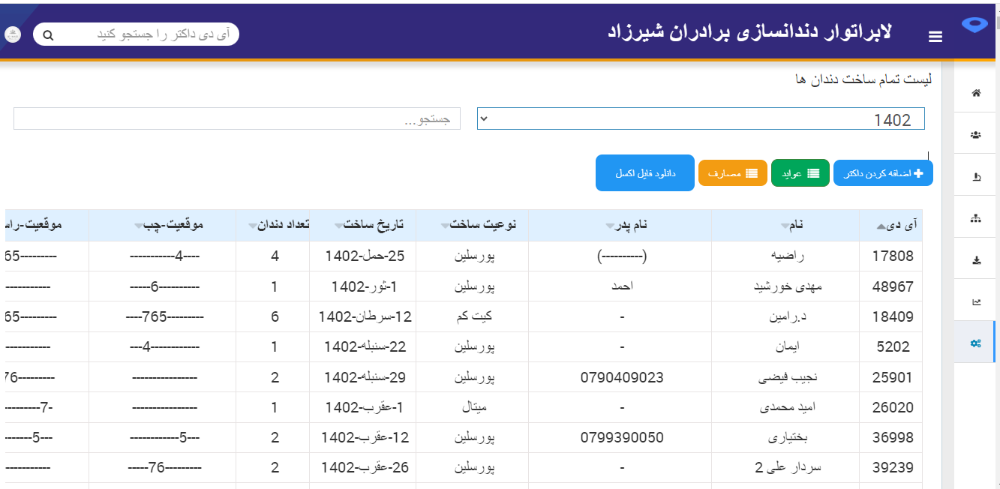 لابراتوار دندانسازی برادران شیرزاد
آی دی داکتر را جستجو کنید
لیست تمام ساخت دندان ها
1402
جستجو...
اضافه کردن داکتر
عواید
مصارف
دانلود فایل اکسل
آی دی نام نام پدر نوعیت ساخت تاریخ ساخت تعداد دندان موقعیت-چپ موقعیت-راس
17808 راضیه (----------) پورسلین 25-حمل-1402 4 -----------4---- 65---------
48967 مهدی خورشید احمد پورسلین 1-ثور-1402 1 -----6---------- -----------
18409 د.رامین - کیت کم 12-سرطان-1402 6 ----765--------- 65---------
5202 ایمان - پورسلین 22-سنبله-1402 1 ---4------------ -----------
25901 نجیب فیضی 0790409023 پورسلین 29-سنبله-1402 2 ---------------- 76---------
26020 امید محمدی - میتال 1-عقرب-1402 1 ---------------- ---------7-
36998 بختیاری 0799390050 پورسلین 12-عقرب-1402 2 ------------5--- -------5---
39239 سردار علی 2 - پورسلین 26-عقرب-1402 2 -----76--------- -----------